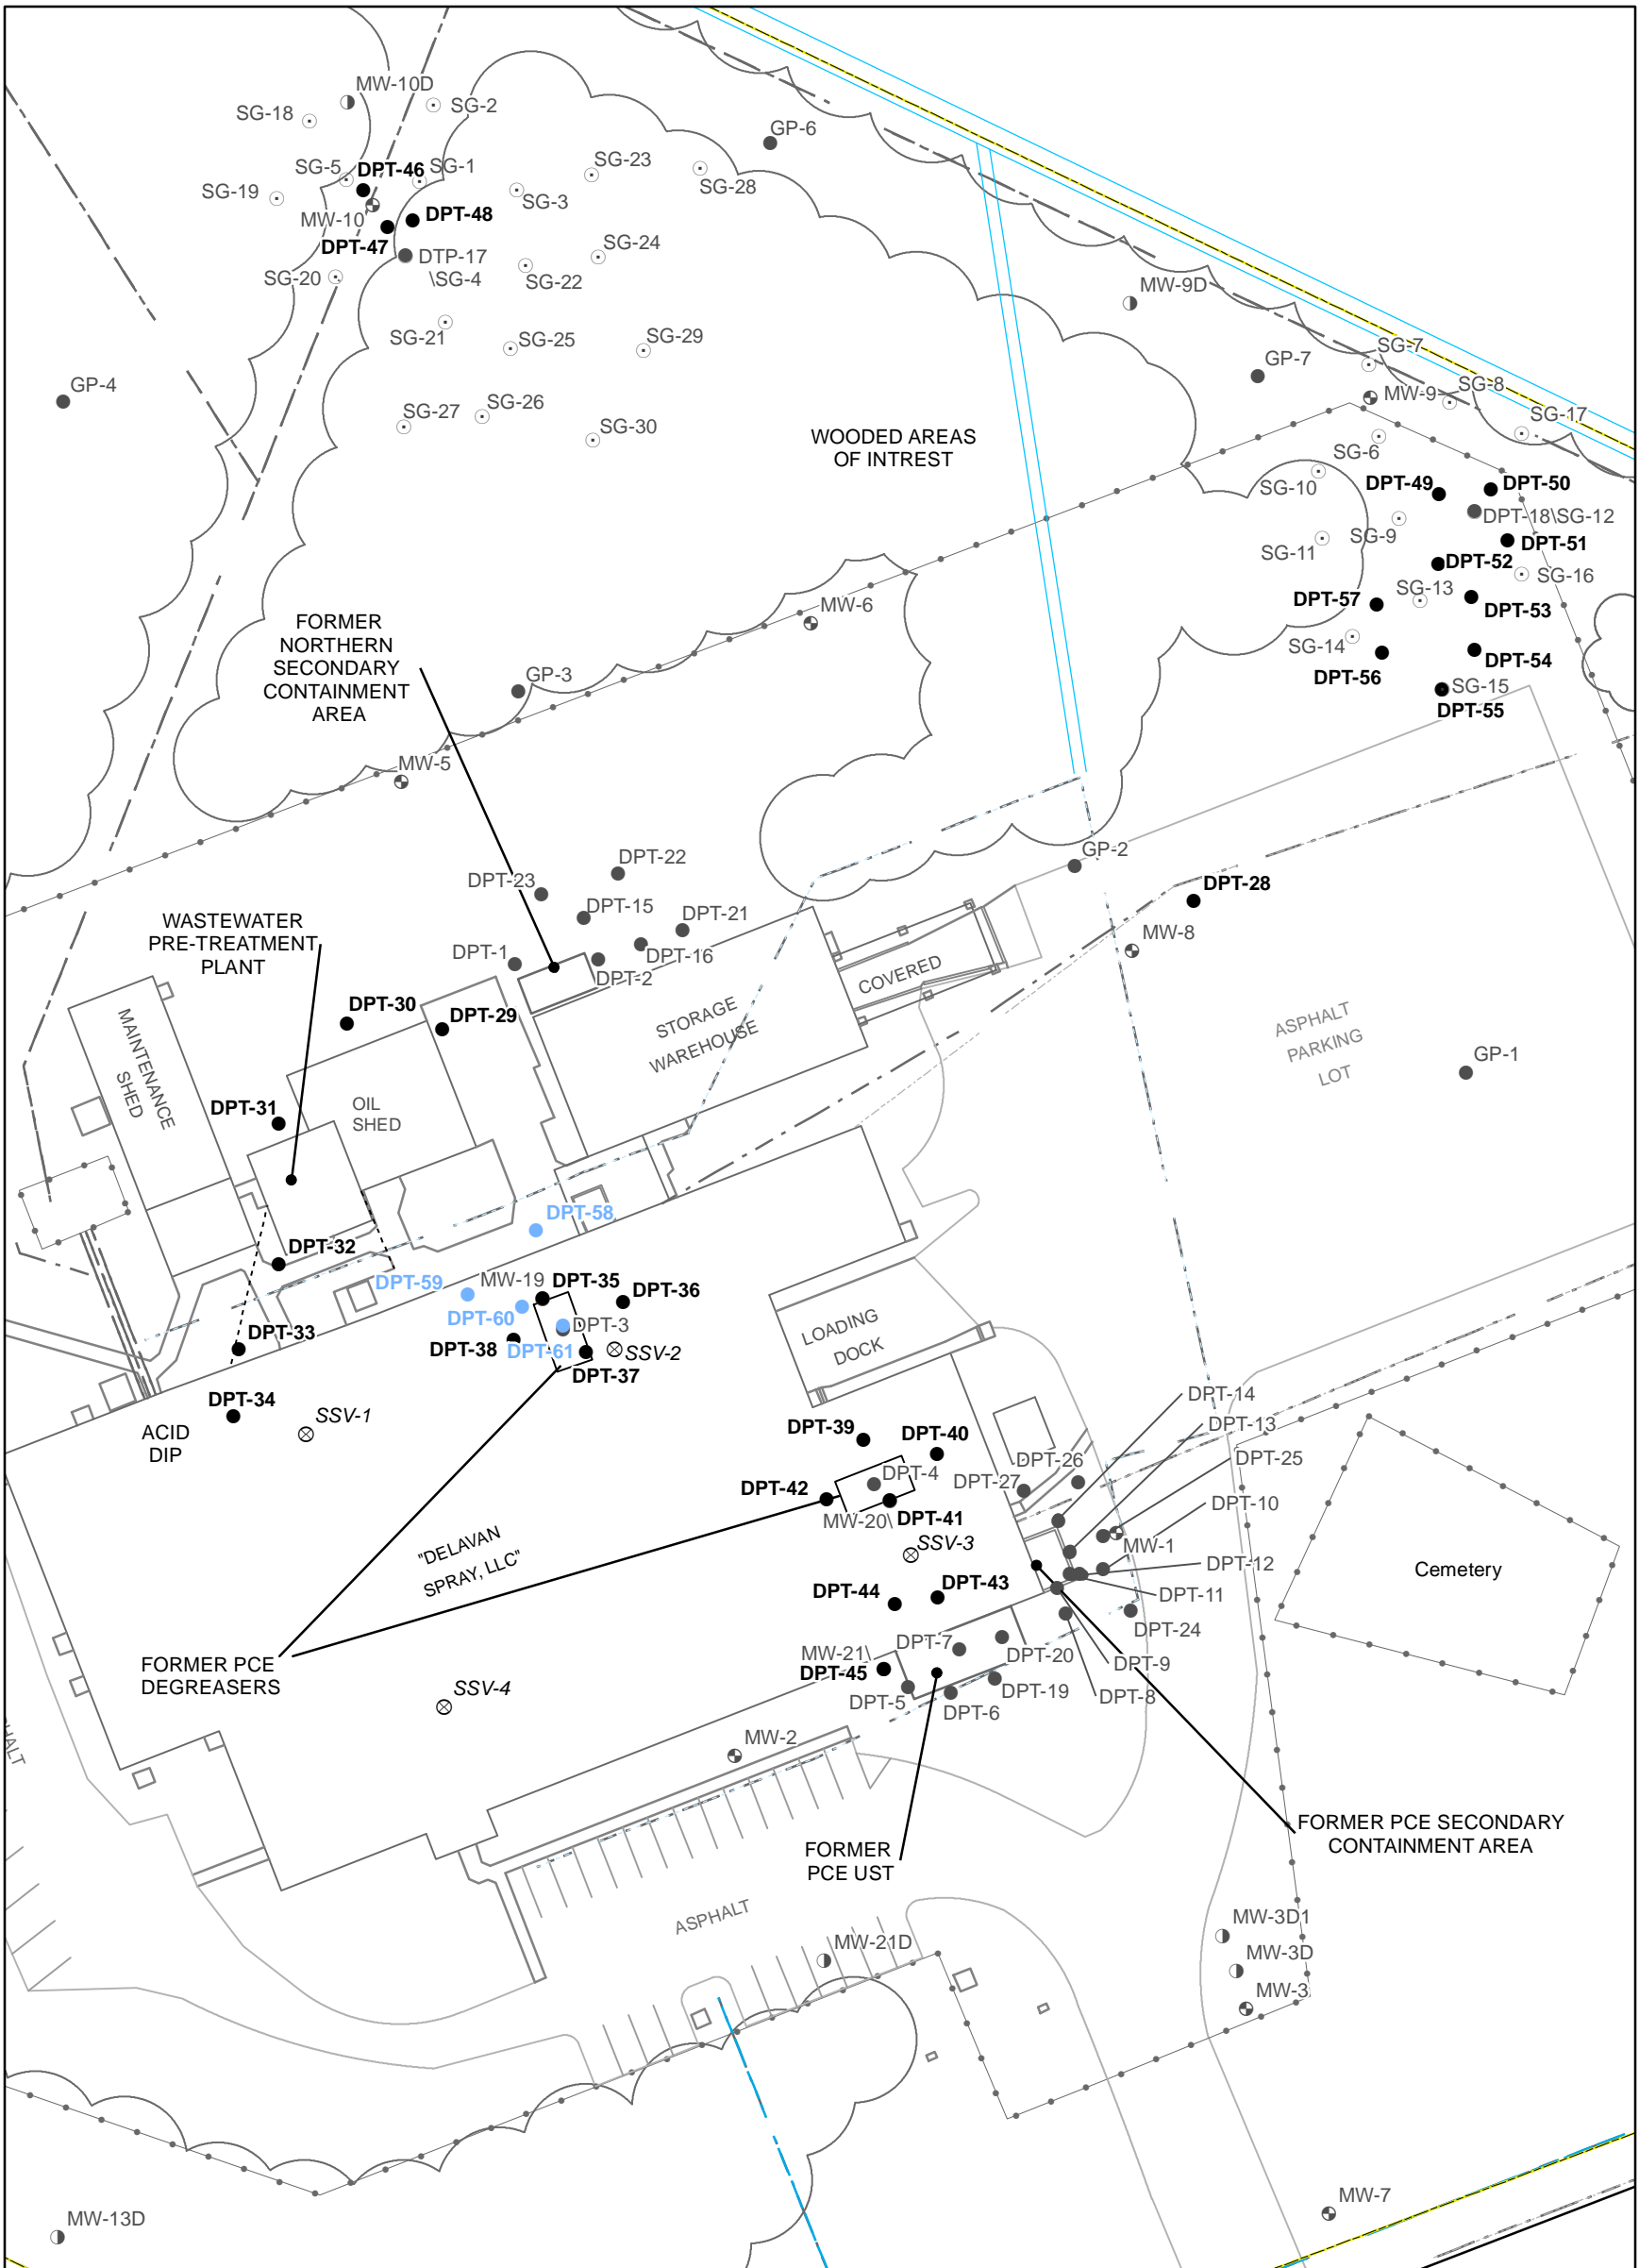 MW-10D
SG-18
SG-2
GP-6
SG-5
DPT-46
SG-1
SG-23
SG-28
SG-19
SG-3
MW-10
DPT-48
DPT-47
DTP-17
\SG-4
SG-24
SG-20
SG-22
MW-9D
SG-21
SG-25
SG-29
SG-7
GP-7
GP-4
MW-9
SG-8
SG-27
SG-26
SG-30
SG-17
WOODED AREAS
OF INTREST
SG-6
SG-10
DPT-49
DPT-50
DPT-18\SG-12
SG-9
SG-11
DPT-51
DPT-52
SG-16
SG-13
DPT-57
DPT-53
MW-6
FORMER
NORTHERN
SECONDARY
CONTAINMENT
AREA
SG-14
DPT-54
DPT-56
SG-15
DPT-55
GP-3
MW-5
GP-2
DPT-22
DPT-23
DPT-28
DPT-15
DPT-21
WASTEWATER
PRE-TREATMENT
PLANT
DPT-1
DPT-16
DPT-2
MW-8
COVERED
DPT-30
DPT-29
STORAGE
WAREHOUSE
ASPHALT
PARKING
LOT
MAINTENANCE
SHED
GP-1
DPT-31
OIL
SHED
DPT-58
DPT-32
DPT-59
MW-19
DPT-35
DPT-36
DPT-60
DPT-3
LOADING
DOCK
DPT-33
DPT-38
DPT-61
SSV-2
DPT-37
DPT-34
SSV-1
ACID
DIP
DPT-14
DPT-13
DPT-39
DPT-40
DPT-26
DPT-25
DPT-4
DPT-27
DPT-42
DPT-10
MW-20\
DPT-41
"DELAVAN
SPRAY, LLC"
SSV-3
MW-1
DPT-12
Cemetery
DPT-44
DPT-43
DPT-11
DPT-24
MW-21\
DPT-7
DPT-20
DPT-9
DPT-45
FORMER PCE
DEGREASERS
DPT-5
DPT-19
DPT-8
DPT-6
SSV-4
HALT
MW-2
FORMER
PCE UST
FORMER PCE SECONDARY
CONTAINMENT AREA
ASPHALT
MW-3D1
MW-21D
MW-3D
MW-3
MW-13D
MW-7